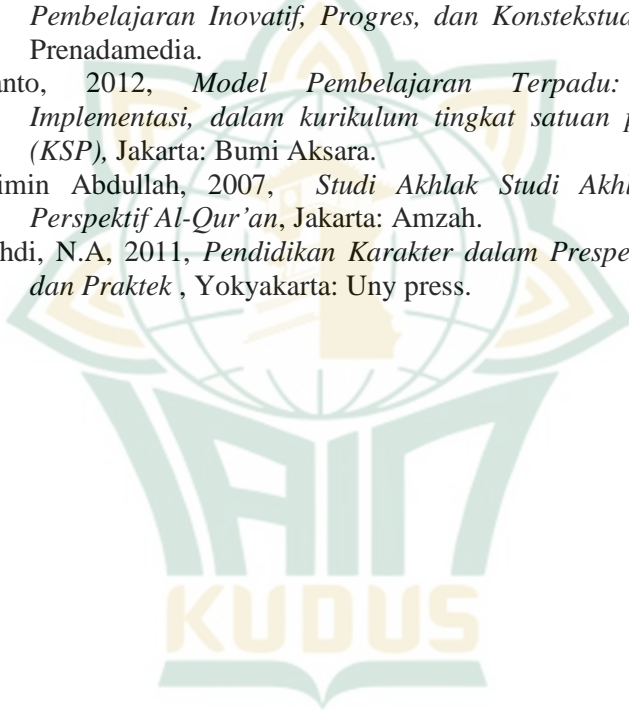 Pembelajaran Inovatif, Progres, dan Konstekstua
Prenadamedia.
anto, 2012, Model Pembelajaran Terpadu:
Implementasi, dalam kurikulum tingkat satuan p
(KSP), Jakarta: Bumi Aksara.
imin Abdullah, 2007, Studi Akhlak Studi Akhl
Perspektif Al-Qur’an, Jakarta: Amzah.
hdi, N.A, 2011, Pendidikan Karakter dalam Prespe
dan Praktek , Yokyakarta: Uny press.
IAIN
KUDUS